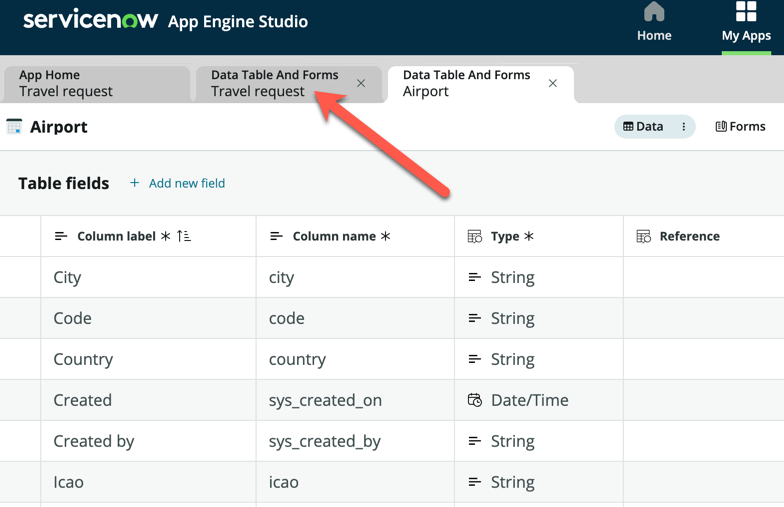 servicenow App Engine Studio
Home
My Apps
App Home
Travel request
Data Table And Forms
Travel request
Data Table And Forms
Airport
Airport
Data
Forms
Table fields + Add new field
Column label * Column name * Type * Reference
City city String
Code code String
Country country String
Created sys_created_on Date/Time
Created by sys_created_by String
Icao icao String